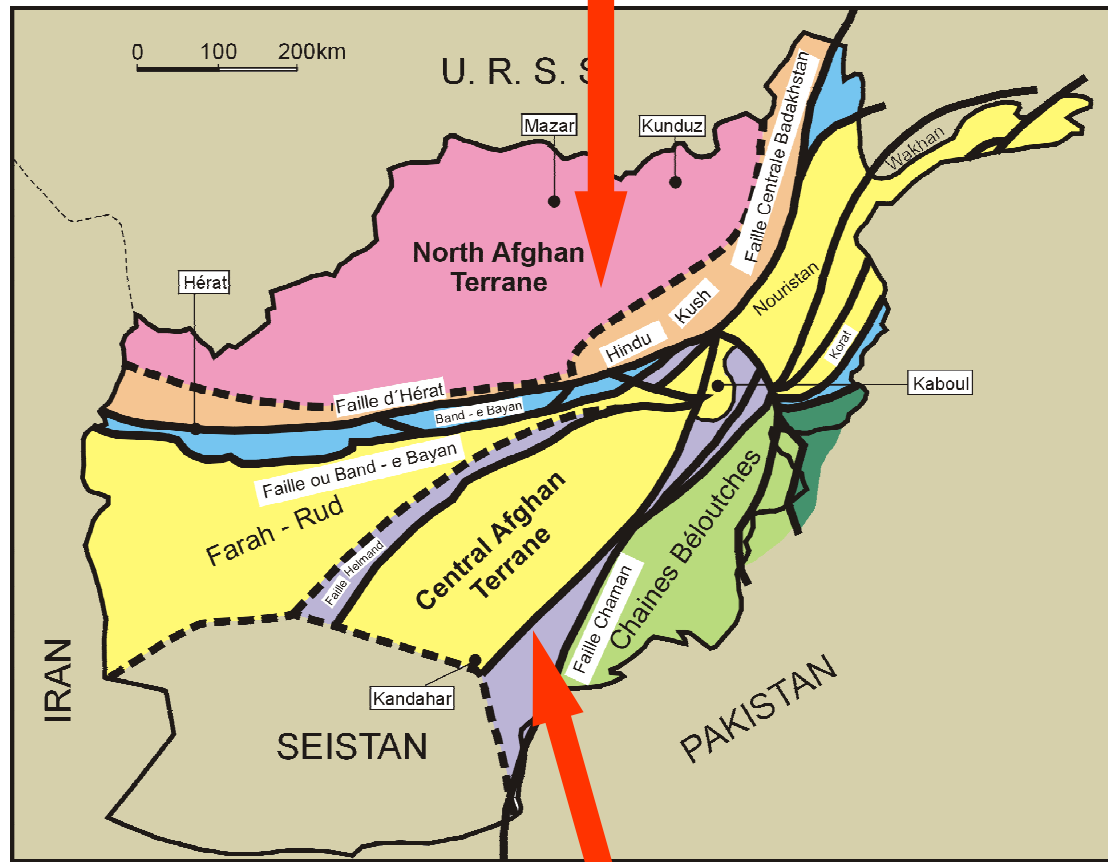 0 100 200km
U. R. S. S
Mazar
Kunduz
Faille Centrale Badakhstan
Wakhan
North Afghan
Terrane
Hérat
Nouristan
Hindu Kush
Korat
Kaboul
Faille d´Hérat
Band - e Bayan
Faille ou Band - e Bayan
Farah - Rud
Faille Helmand
Central Afghan
Terrane
Chaines Béloutches
Faille Chaman
Kandahar
IRAN
SEISTAN
PAKISTAN